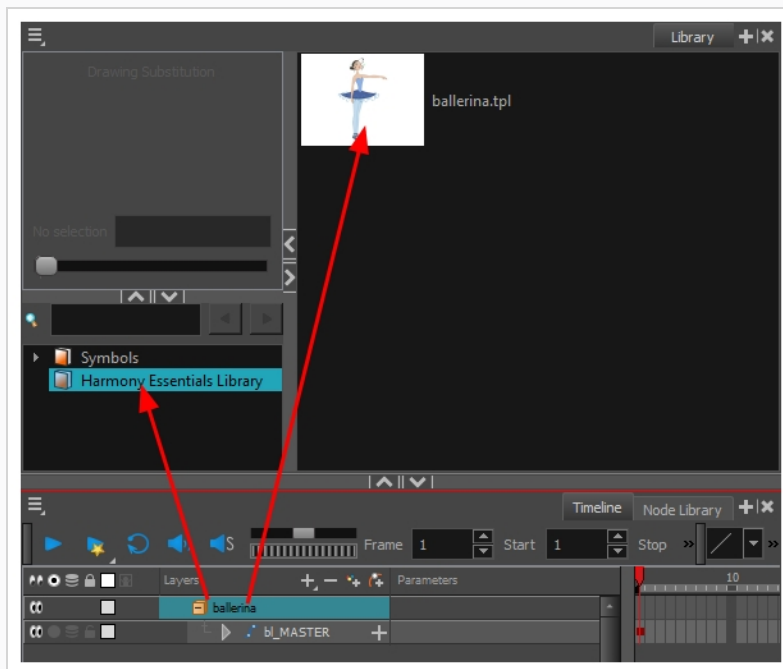 Library
Drawing Substitution
ballerina.tpl
No selection
Symbols
Harmony Essentials Library
Timeline
Node Library
S
Frame 1 Start 1 Stop
Layers Parameters 10
ballerina
bl_MASTER